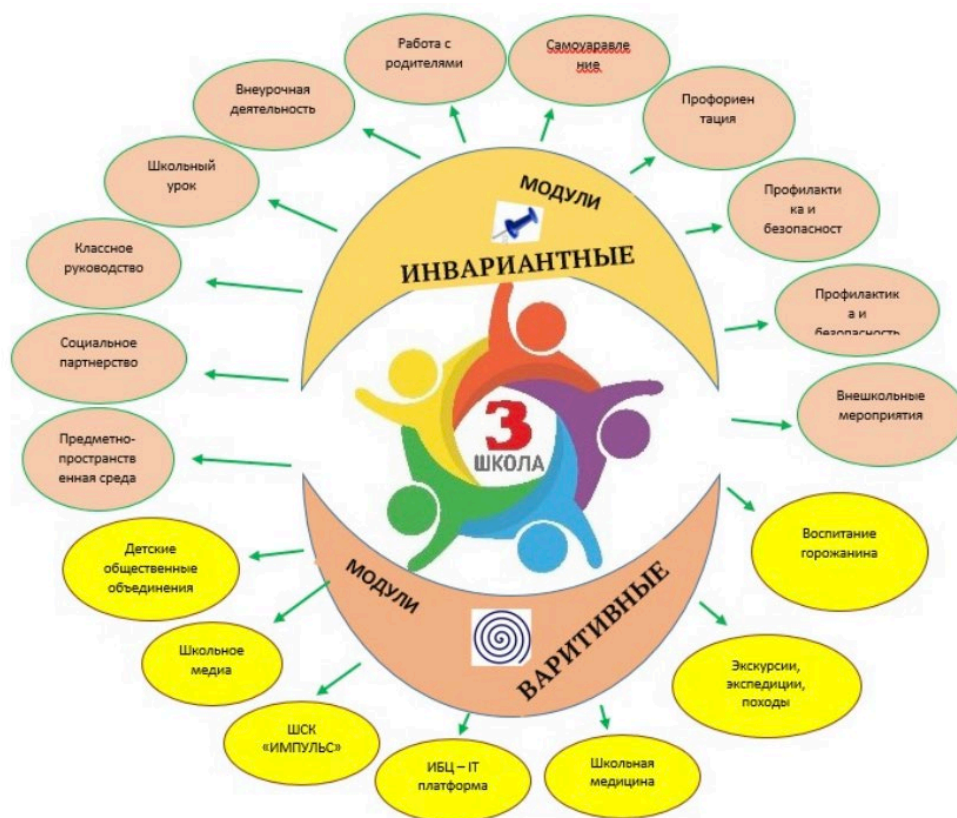 Работа с
родителями
Самоуаравле
ние
Внеурочная
деятельность
Профориен
тация
Школьный
урок
Профилакти
ка и
безопасност
Классное
руководство
Профилактик
а и
безопасность
Социальное
партнерство
Внешкольные
мероприятия
Предметно-
пространств
енная среда
МОДУЛИ
ИНВАРИАНТНЫЕ
3
ШКОЛА
МОДУЛИ
ВАРИТИВНЫЕ
Детские
общественные
объединения
Воспитание
горожанина
Школьное
медиа
Экскурсии,
экспедиции,
походы
ШСК
«ИМПУЛЬС»
ИБЦ – IT
платформа
Школьная
медицина